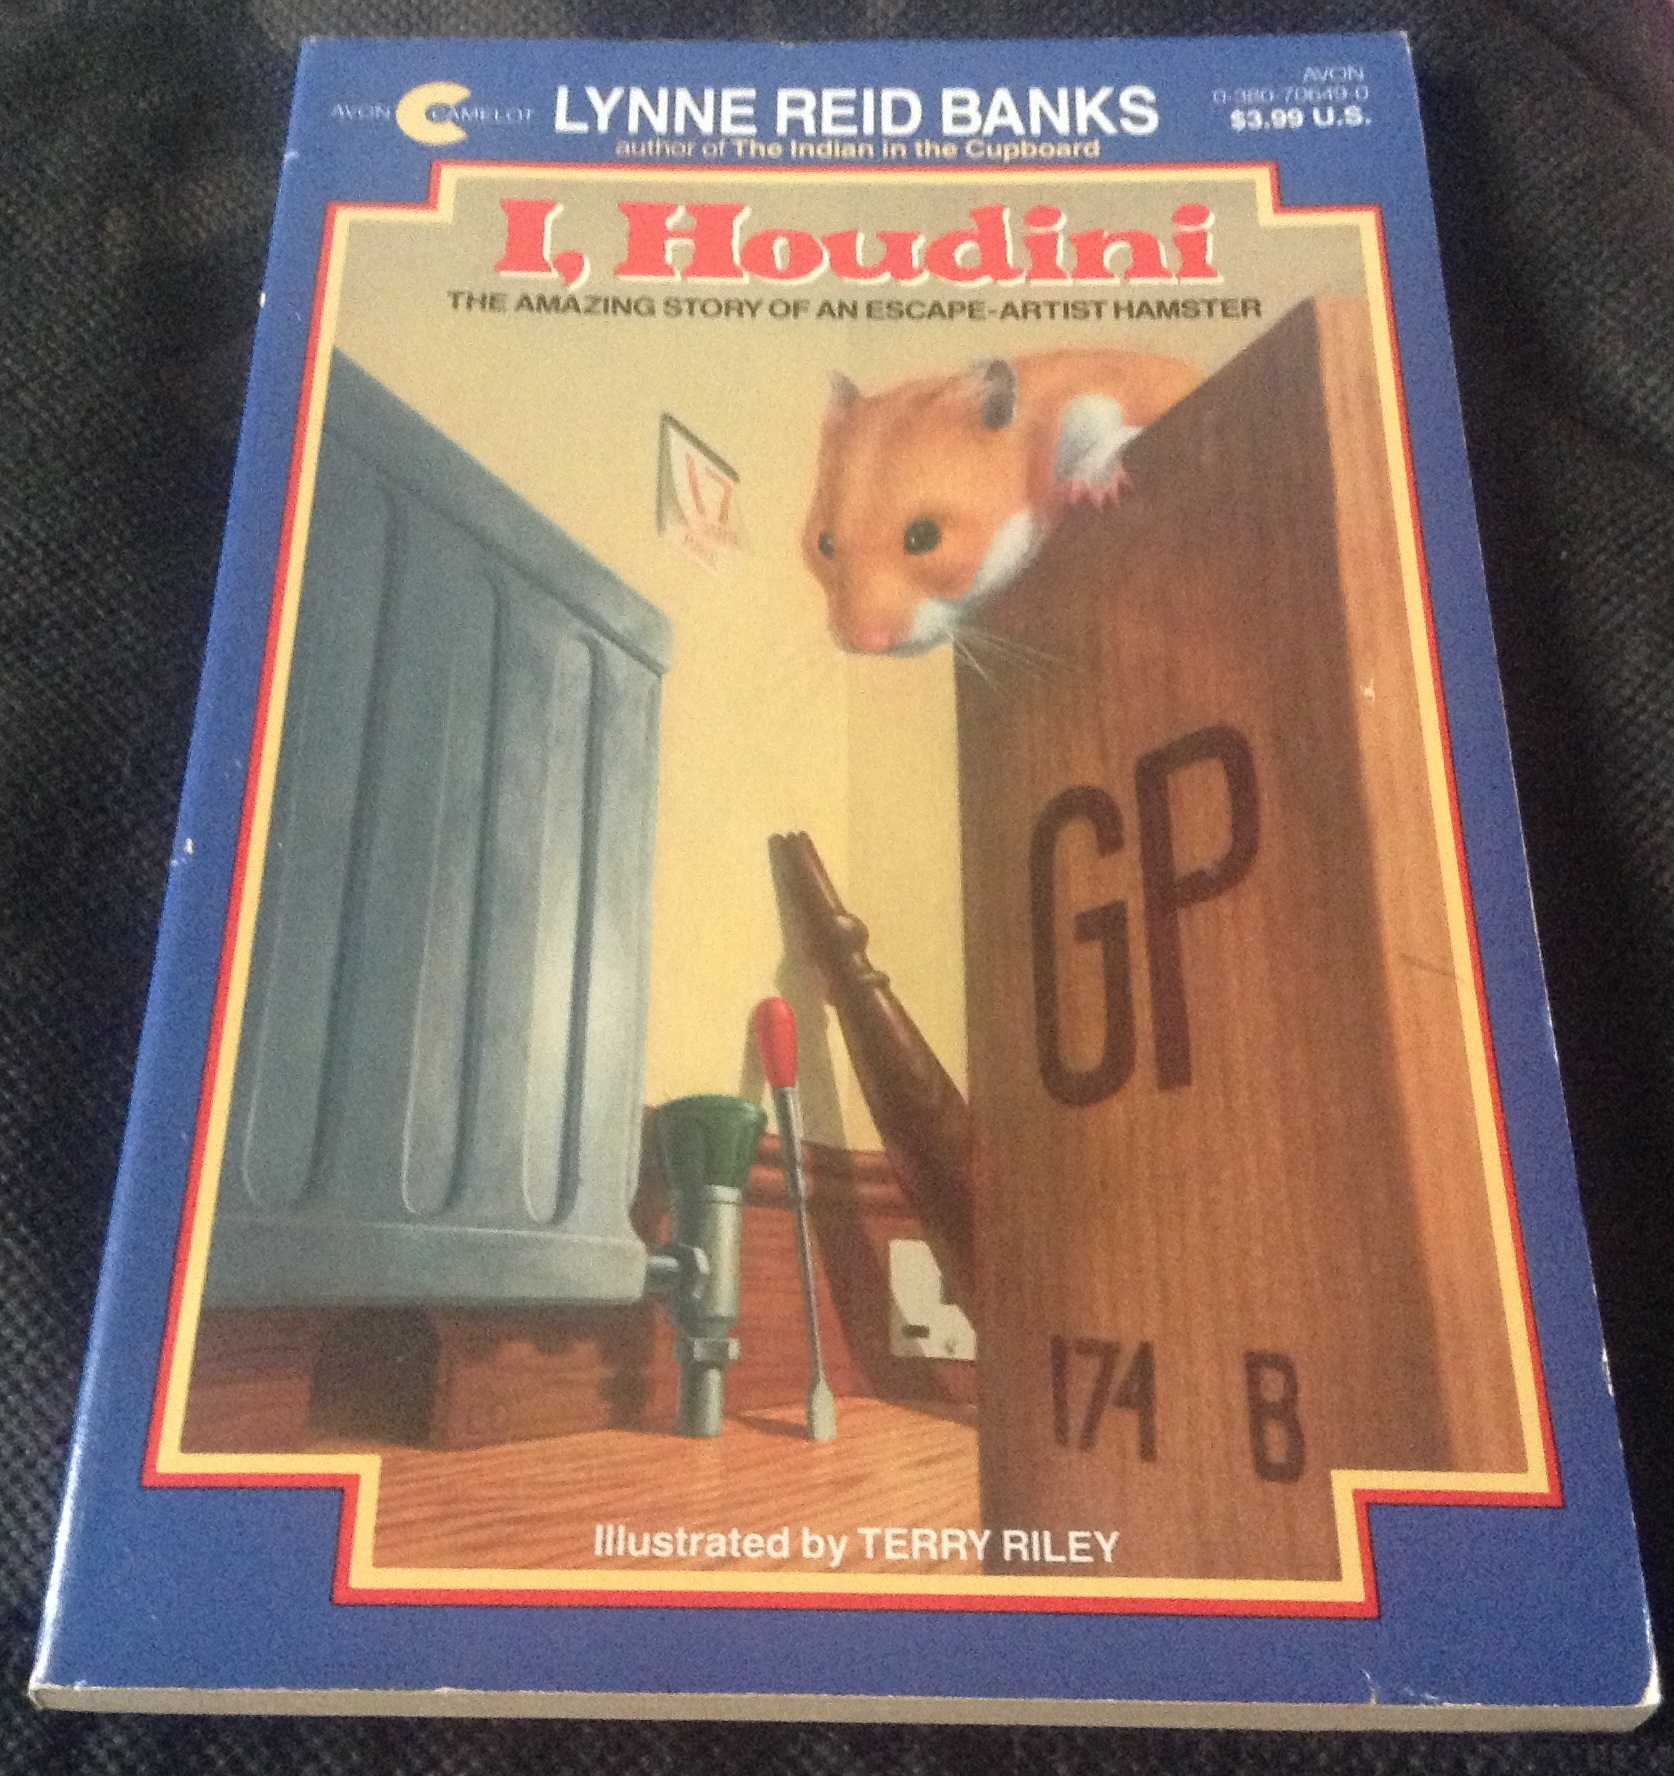 AVON CAMELOT
LYNNE REID BANKS
author of The Indian in the Cupboard
AVON
0-380-70649-0
$3.99 U.S.
I, Houdini
THE AMAZING STORY OF AN ESCAPE-ARTIST HAMSTER
17
GP
174 B
Illustrated by TERRY RILEY